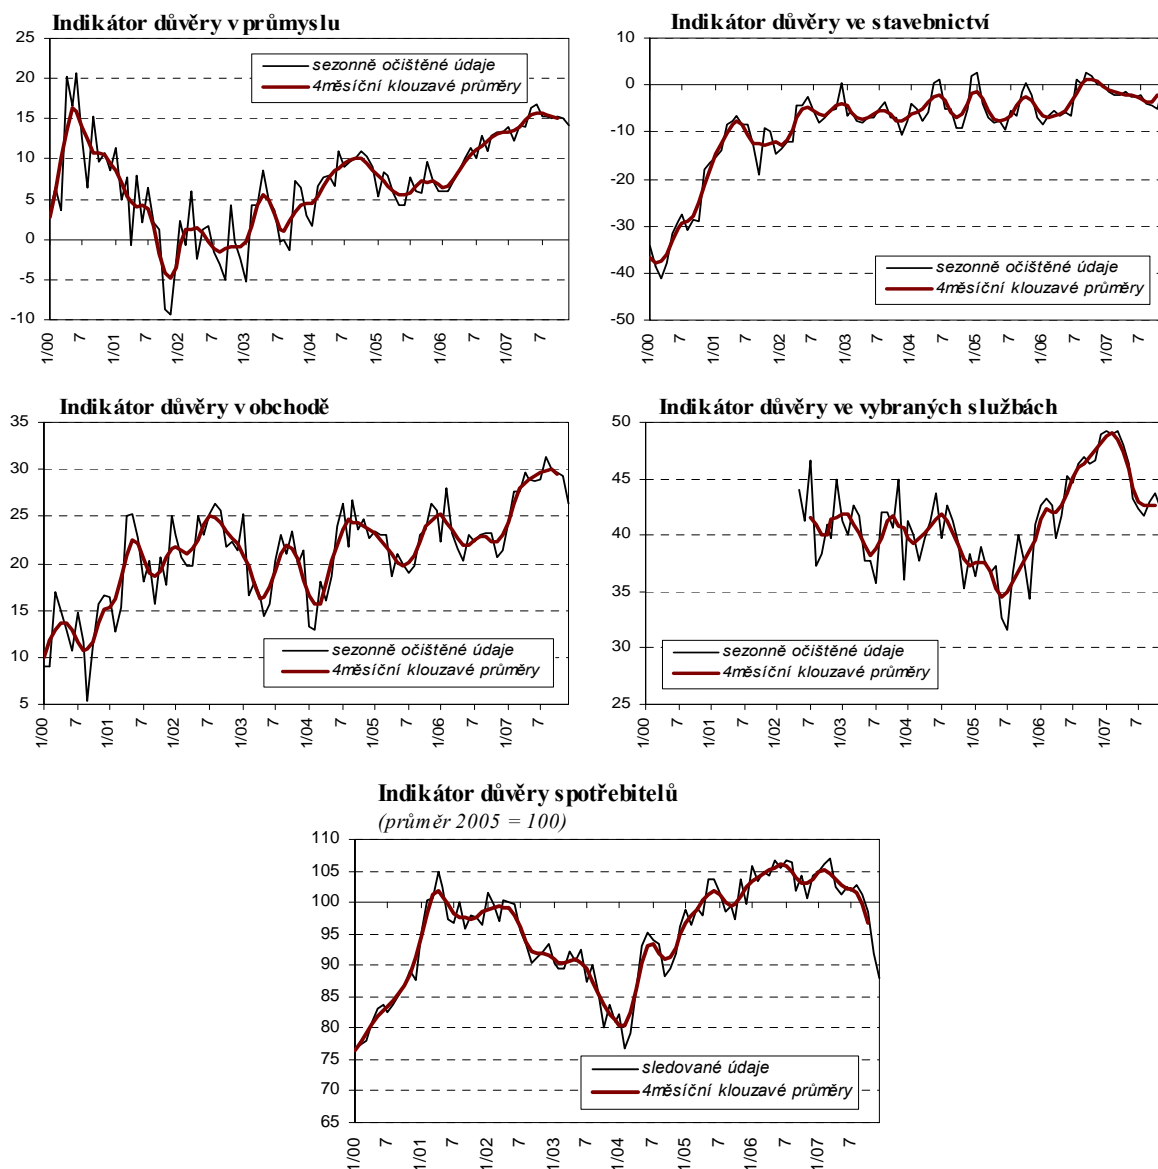 Indikátor důvěry v průmyslu
25
20
15
10
5
0
-5
-10
sezonně očištěné údaje
4měsíční klouzavé průměry
1/00 7 1/01 7 1/02 7 1/03 7 1/04 7 1/05 7 1/06 7 1/07 7
Indikátor důvěry ve stavebnictví
10
0
-10
-20
-30
-40
-50
sezonně očištěné údaje
4měsíční klouzavé průměry
1/00 7 1/01 7 1/02 7 1/03 7 1/04 7 1/05 7 1/06 7 1/07 7
Indikátor důvěry v obchodě
35
30
25
20
15
10
5
sezonně očištěné údaje
4měsíční klouzavé průměry
1/00 7 1/01 7 1/02 7 1/03 7 1/04 7 1/05 7 1/06 7 1/07 7
Indikátor důvěry ve vybraných službách
50
45
40
35
30
25
sezonně očištěné údaje
4měsíční klouzavé průměry
1/00 7 1/01 7 1/02 7 1/03 7 1/04 7 1/05 7 1/06 7 1/07 7
Indikátor důvěry spotřebitelů
(průměr 2005 = 100)
110
105
100
95
90
85
80
75
70
65
sledované údaje
4měsíční klouzavé průměry
1/00 7 1/01 7 1/02 7 1/03 7 1/04 7 1/05 7 1/06 7 1/07 7